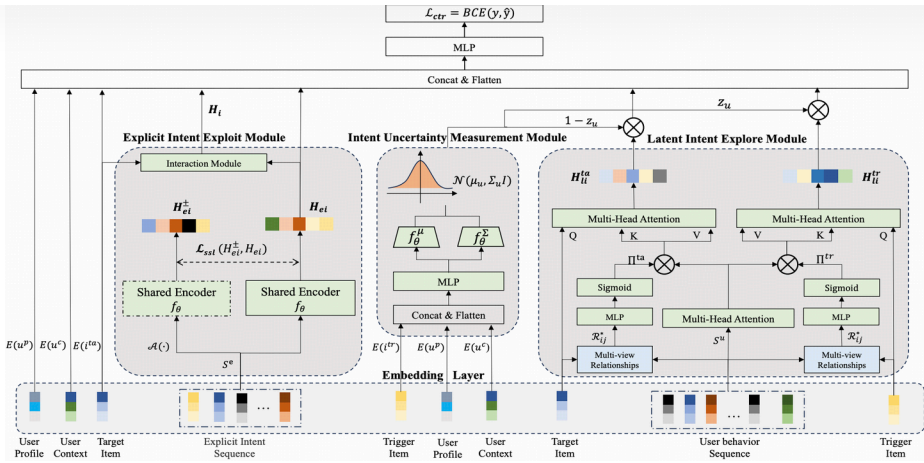 ℒ_ctr = BCE(y, ŷ)
MLP
Concat & Flatten
H_i
1 − z_u
z_u
Explicit Intent Exploit Module
Intent Uncertainty Measurement Module
Latent Intent Explore Module
Interaction Module
𝒩(μ_u, Σ_u I)
H_li^ta
H_li^tr
H_ei^±
H_ei
Multi-Head Attention
Multi-Head Attention
f_θ^μ
f_θ^Σ
Q
K
V
V
K
Q
ℒ_ssl (H_ei^±, H_ei)
Π^ta
Π^tr
Shared Encoder
f_θ
Shared Encoder
f_θ
MLP
Sigmoid
Sigmoid
Concat & Flatten
MLP
Multi-Head Attention
MLP
E(u^p)
E(u^c)
E(i^ta)
𝒜(·)
S^e
E(i^tr)
E(u^p)
E(u^c)
ℛ_ij^*
S^u
ℛ_ij^*
Multi-view
Relationships
Multi-view
Relationships
Embedding Layer
...
...
User
Profile
User
Context
Target
Item
Explicit Intent
Sequence
Trigger
Item
User
Profile
User
Context
Target
Item
User behavior
Sequence
Trigger
Item